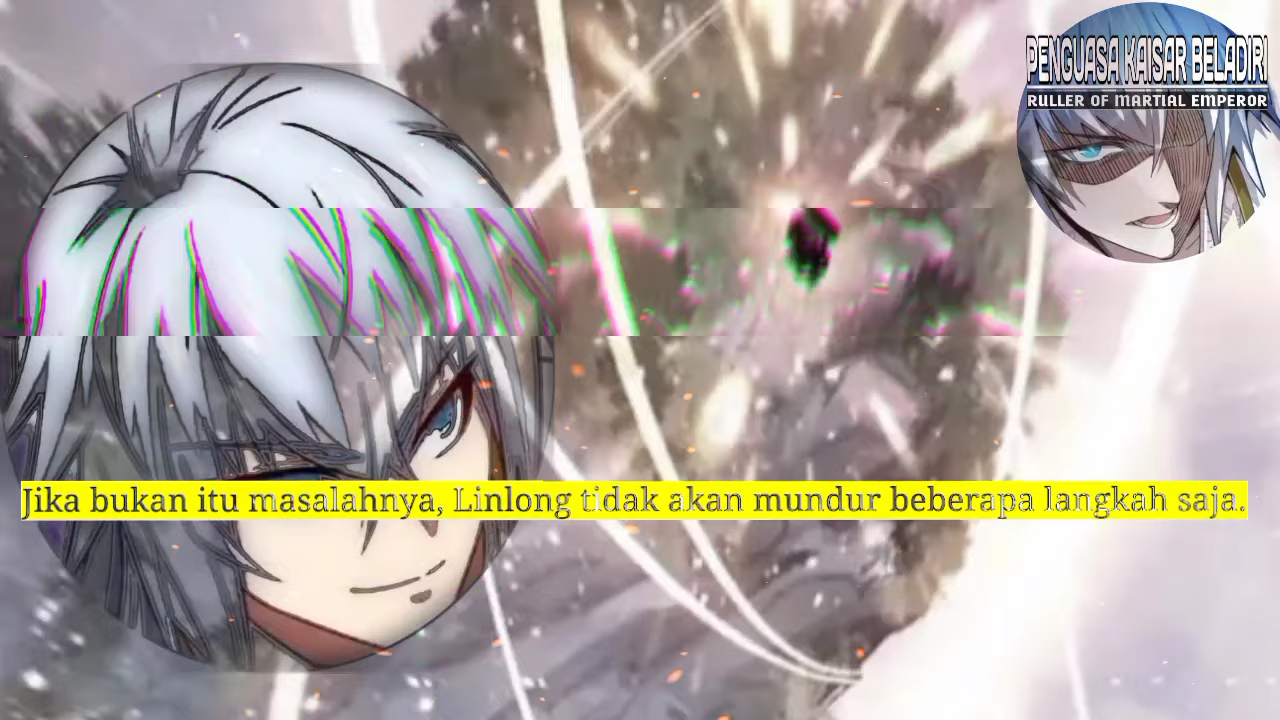 PENGUASA KAISAR BELADIRI
RULLER OF MARTIAL EMPEROR
Jika bukan itu masalahnya, Linlong tidak akan mundur beberapa langkah saja.